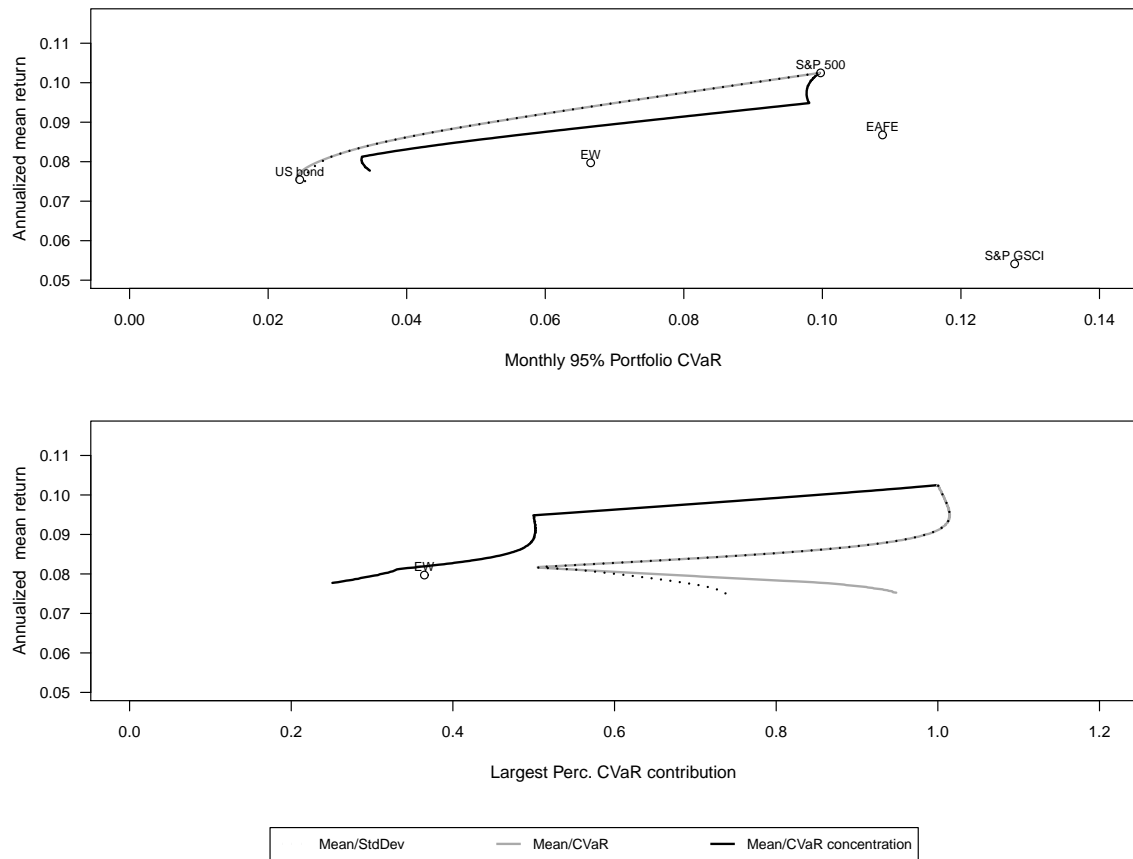 Annualized mean return
0.11
0.10
0.09
0.08
0.07
0.06
0.05
S&P 500
EAFE
EW
US bond
S&P GSCI
0.00 0.02 0.04 0.06 0.08 0.10 0.12 0.14
Monthly 95% Portfolio CVaR
Annualized mean return
0.11
0.10
0.09
0.08
0.07
0.06
0.05
EW
0.0 0.2 0.4 0.6 0.8 1.0 1.2
Largest Perc. CVaR contribution
Mean/StdDev Mean/CVaR Mean/CVaR concentration